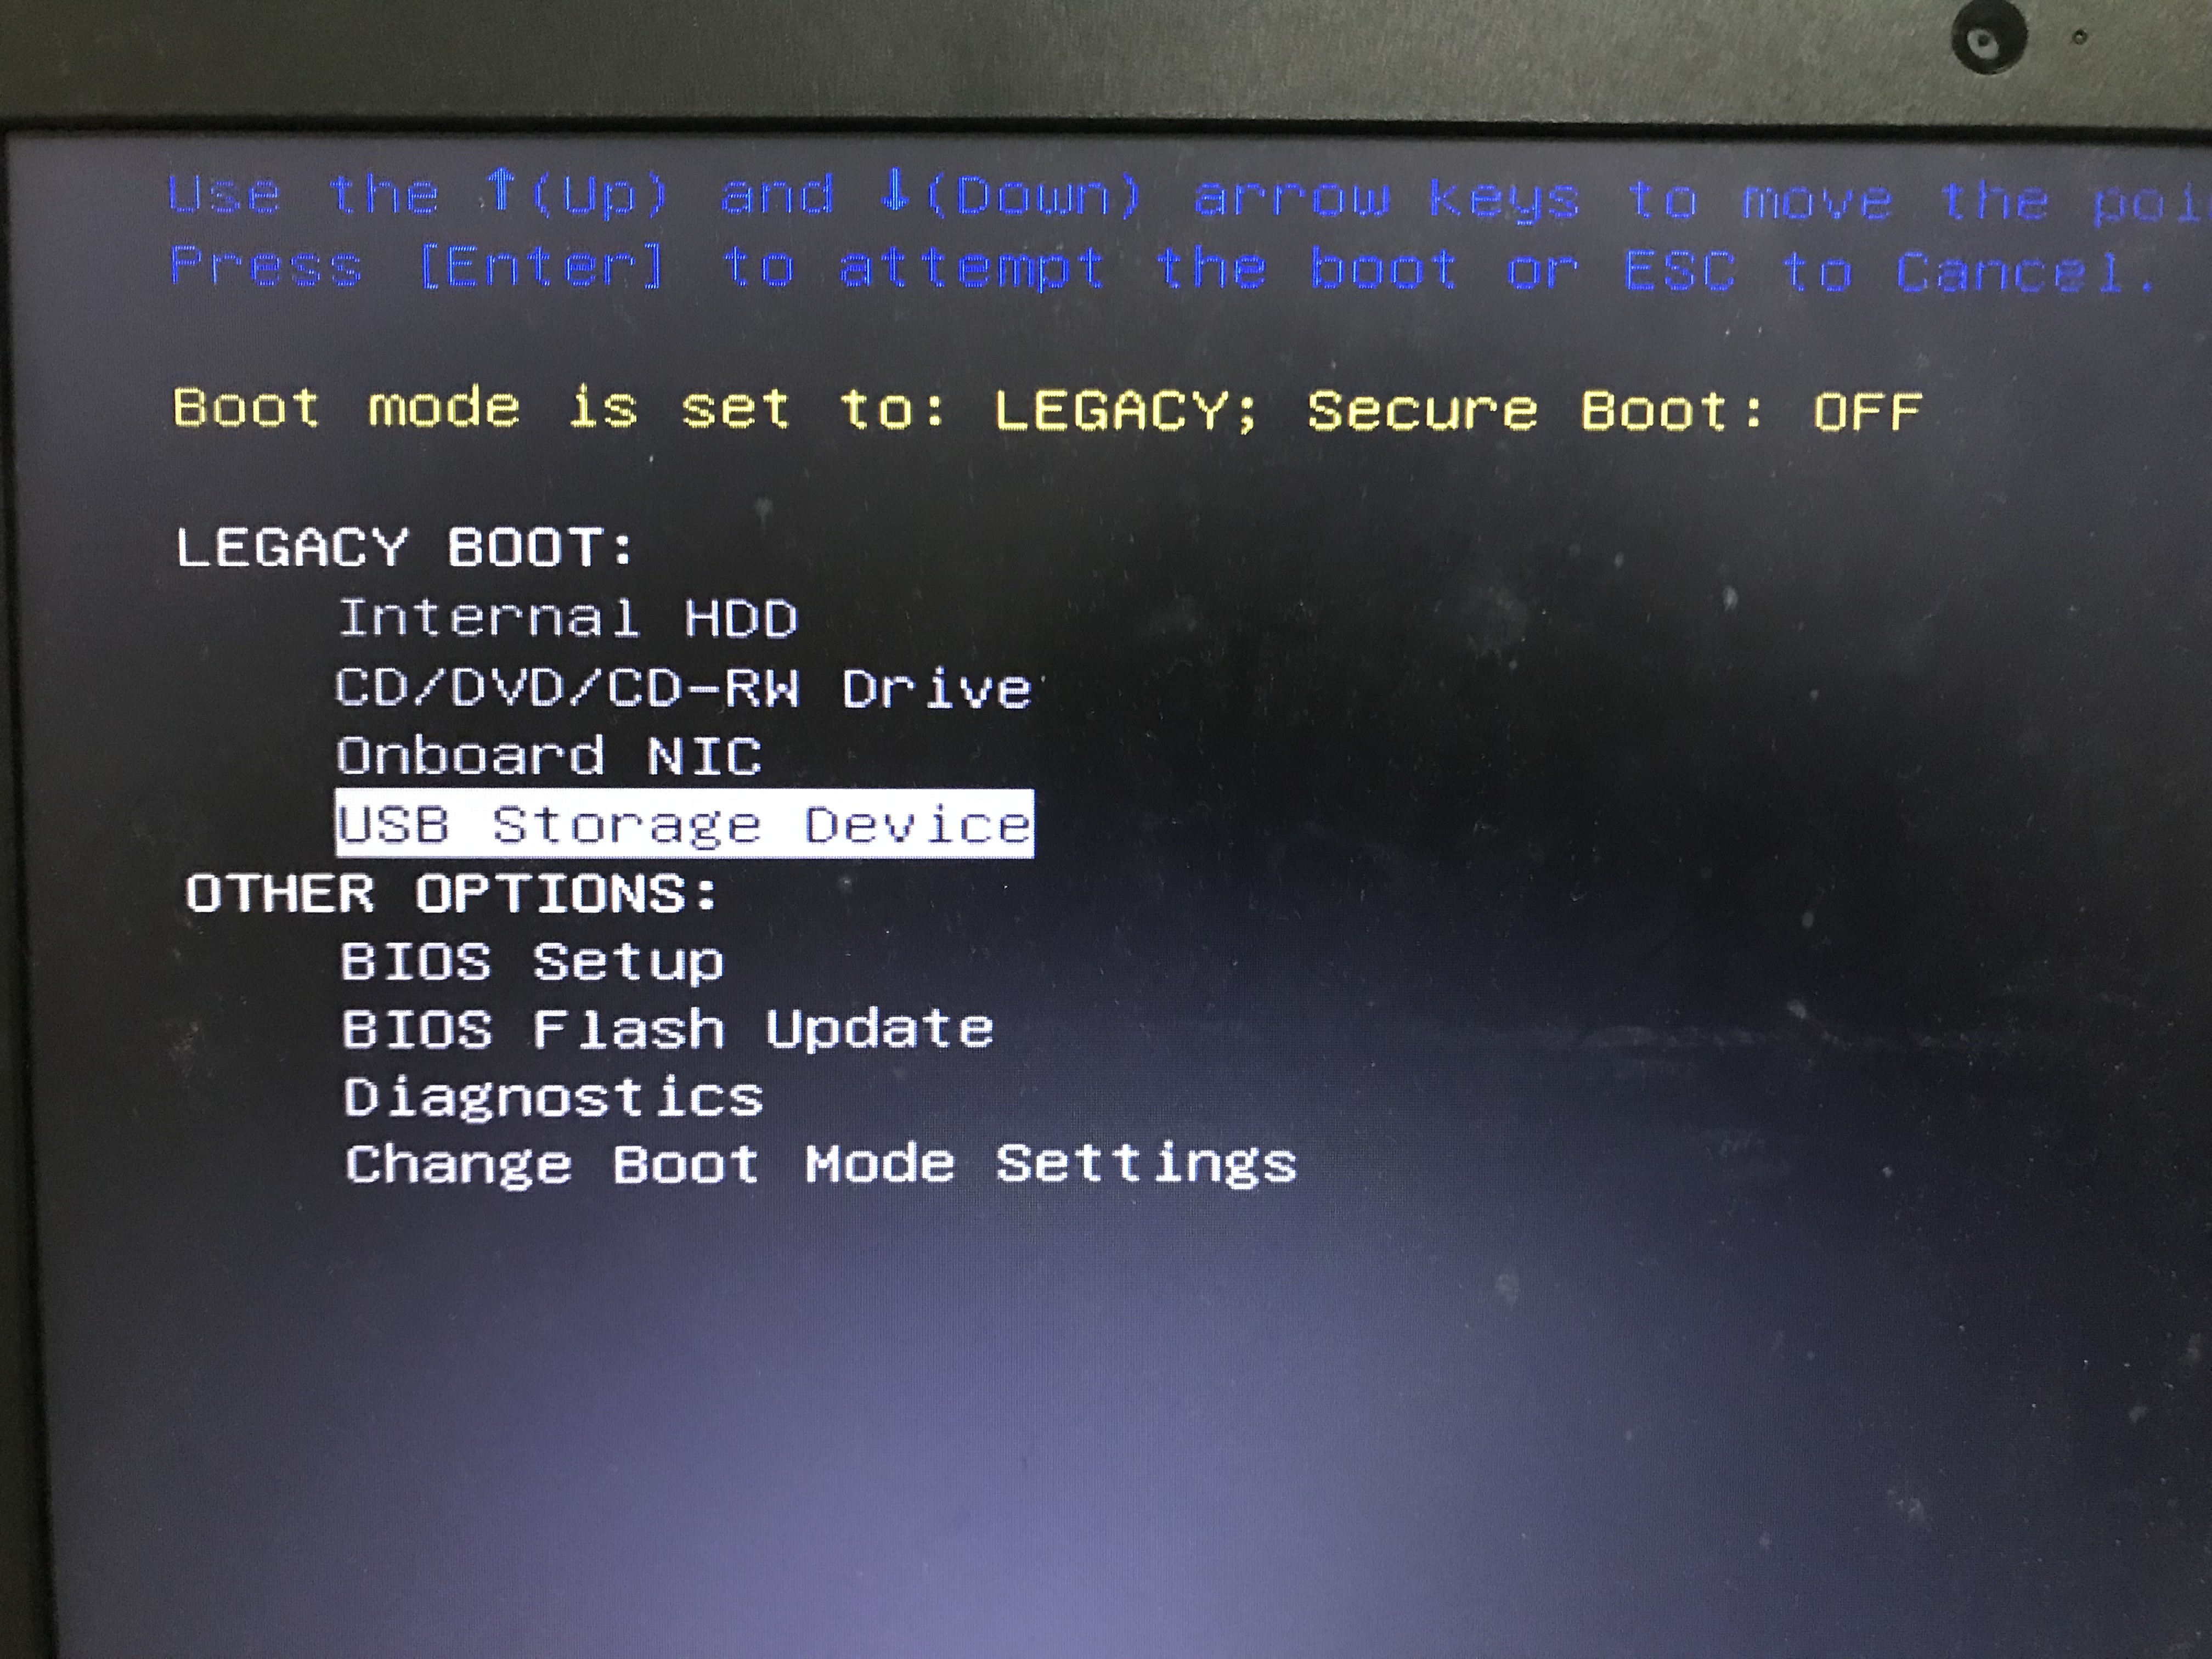 Use the ↑(Up) and ↓(Down) arrow keys to move the
Press [Enter] to attempt the boot or ESC to Cancel.
Boot mode is set to: LEGACY; Secure Boot: OFF
LEGACY BOOT:
Internal HDD
CD/DVD/CD-RW Drive
Onboard NIC
USB Storage Device
OTHER OPTIONS:
BIOS Setup
BIOS Flash Update
Diagnostics
Change Boot Mode Settings